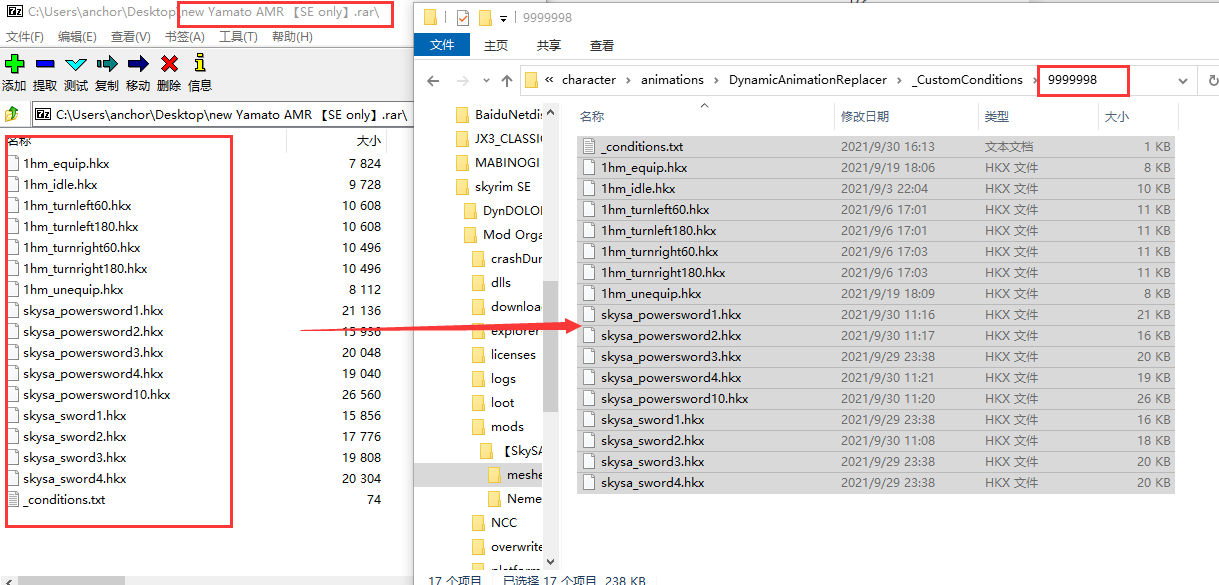 C:\Users\anchor\Desktop\new Yamato AMR 【SE only】.rar\
文件(F) 编辑(E) 查看(V) 书签(A) 工具(T) 帮助(H)
添加 提取 测试 复制 移动 删除 信息
C:\Users\anchor\Desktop\new Yamato AMR 【SE only】.rar\
名称 大小
1hm_equip.hkx 7 824
1hm_idle.hkx 9 728
1hm_turnleft60.hkx 10 608
1hm_turnleft180.hkx 10 608
1hm_turnright60.hkx 10 496
1hm_turnright180.hkx 10 496
1hm_unequip.hkx 8 112
skysa_powersword1.hkx 21 136
skysa_powersword2.hkx 15 936
skysa_powersword3.hkx 20 048
skysa_powersword4.hkx 19 040
skysa_powersword10.hkx 26 560
skysa_sword1.hkx 15 856
skysa_sword2.hkx 17 776
skysa_sword3.hkx 19 808
skysa_sword4.hkx 20 304
_conditions.txt 74
9999998
文件 主页 共享 查看
« character › animations › DynamicAnimationReplacer › _CustomConditions › 9999998
BaiduNetdis
JX3_CLASSI
MABINOGI
skyrim SE
DynDOLO
Mod Orga
crashDur
dlls
downloa
explorer
licenses
logs
loot
mods
【SkySA
meshe
Neme
NCC
overwrite
名称 修改日期 类型 大小
_conditions.txt 2021/9/30 16:13 文本文档 1 KB
1hm_equip.hkx 2021/9/19 18:06 HKX 文件 8 KB
1hm_idle.hkx 2021/9/3 22:04 HKX 文件 10 KB
1hm_turnleft60.hkx 2021/9/6 17:01 HKX 文件 11 KB
1hm_turnleft180.hkx 2021/9/6 17:01 HKX 文件 11 KB
1hm_turnright60.hkx 2021/9/6 17:03 HKX 文件 11 KB
1hm_turnright180.hkx 2021/9/6 17:03 HKX 文件 11 KB
1hm_unequip.hkx 2021/9/19 18:09 HKX 文件 8 KB
skysa_powersword1.hkx 2021/9/30 11:16 HKX 文件 21 KB
skysa_powersword2.hkx 2021/9/30 11:17 HKX 文件 16 KB
skysa_powersword3.hkx 2021/9/29 23:38 HKX 文件 20 KB
skysa_powersword4.hkx 2021/9/30 11:21 HKX 文件 19 KB
skysa_powersword10.hkx 2021/9/30 11:20 HKX 文件 26 KB
skysa_sword1.hkx 2021/9/29 23:38 HKX 文件 16 KB
skysa_sword2.hkx 2021/9/30 11:08 HKX 文件 18 KB
skysa_sword3.hkx 2021/9/29 23:38 HKX 文件 20 KB
skysa_sword4.hkx 2021/9/29 23:38 HKX 文件 20 KB
17 个项目 已选择 17 个项目 238 KB